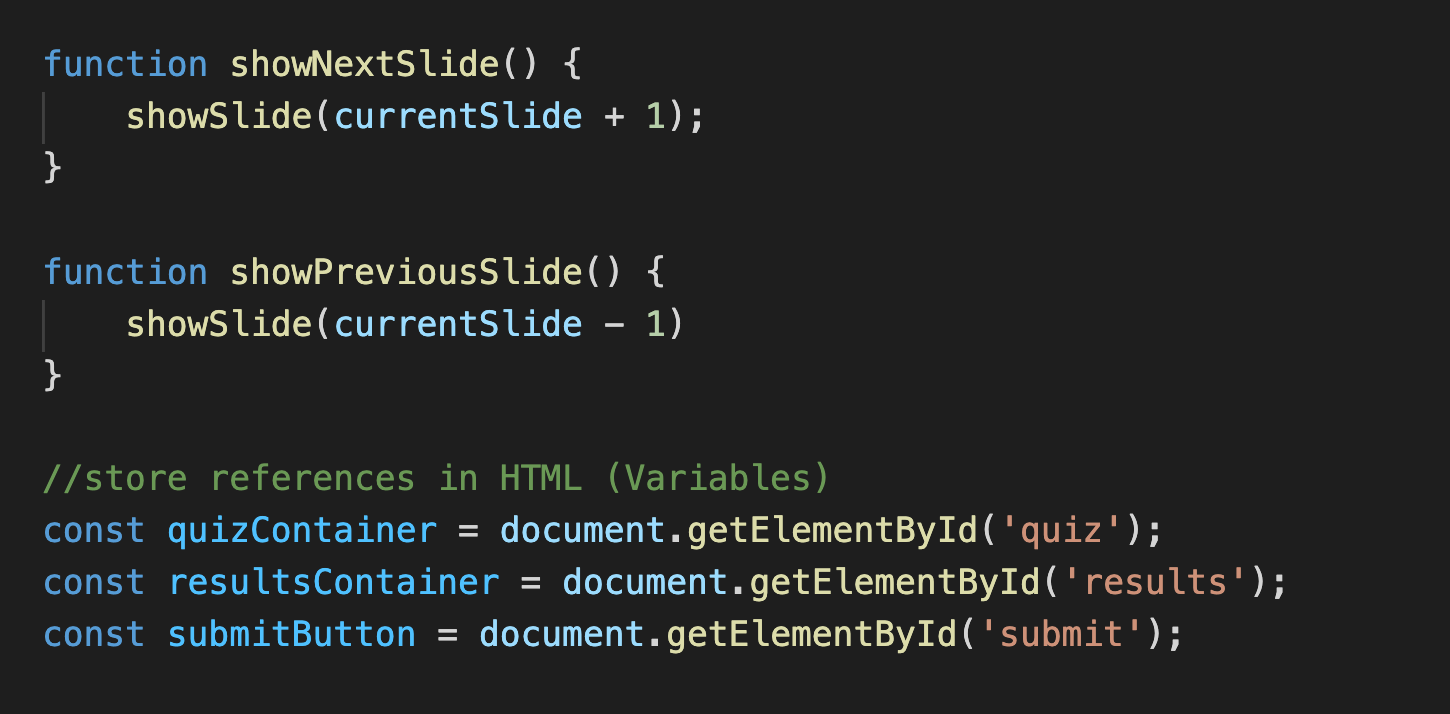 function showNextSlide() {
    showSlide(currentSlide + 1);
}
function showPreviousSlide() {
    showSlide(currentSlide - 1)
}
//store references in HTML (Variables)
const quizContainer = document.getElementById('quiz');
const resultsContainer = document.getElementById('results');
const submitButton = document.getElementById('submit');